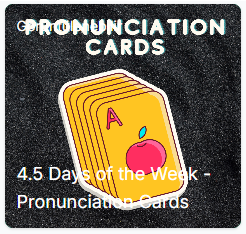 PRONUNCIATION
CARDS
A
4.5 Days of the Week -
Pronunciation Cards